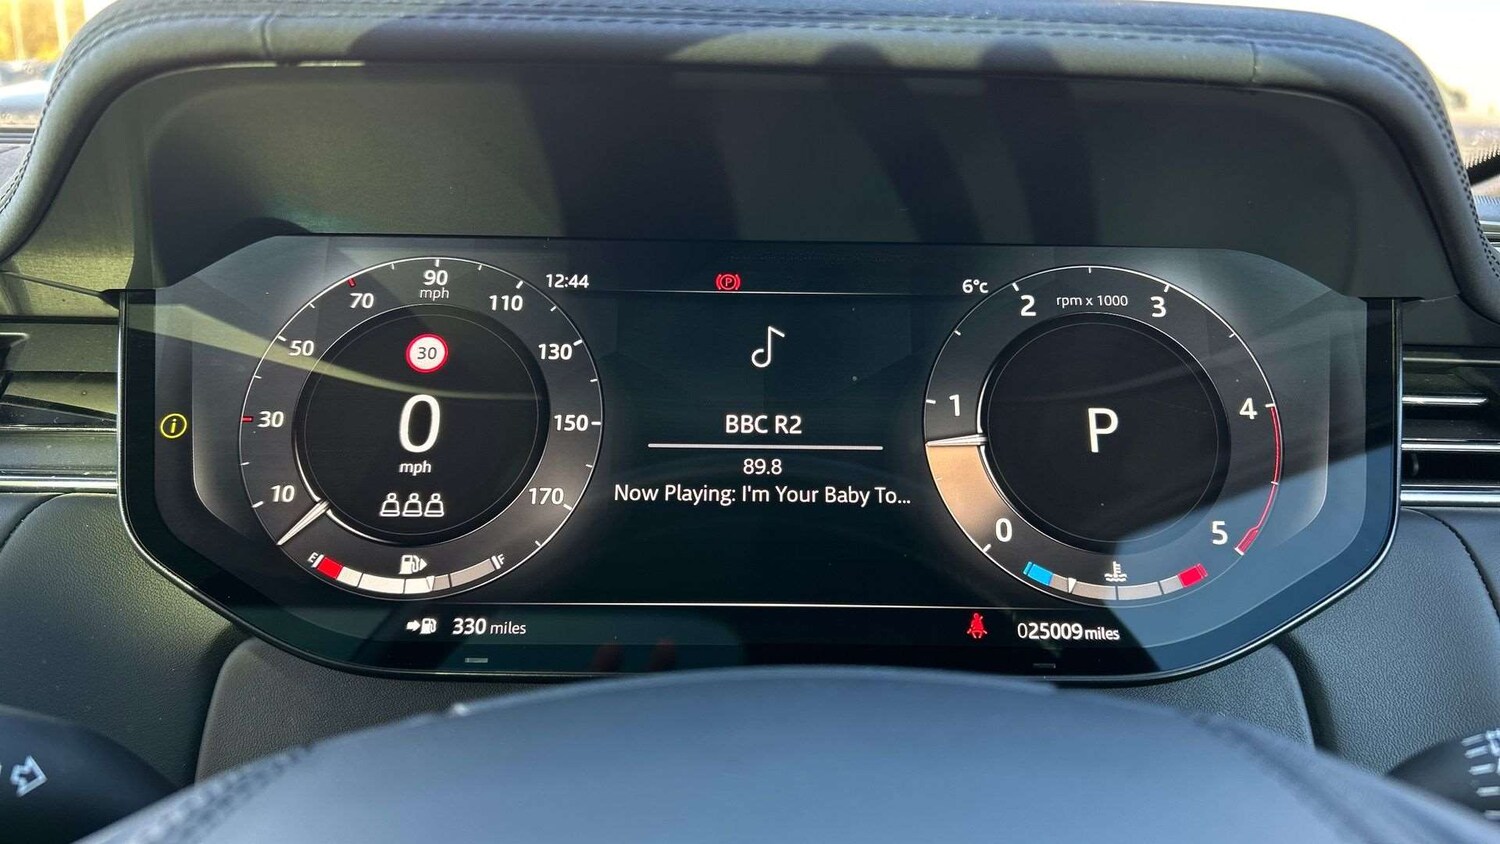 12:44
6°c
90
mph
70
110
50
130
30
30
150
10
170
0
mph
E
F
330 miles
BBC R2
89.8
Now Playing: I'm Your Baby To...
P
rpm x 1000
2
3
1
4
0
5
P
025009 miles
i